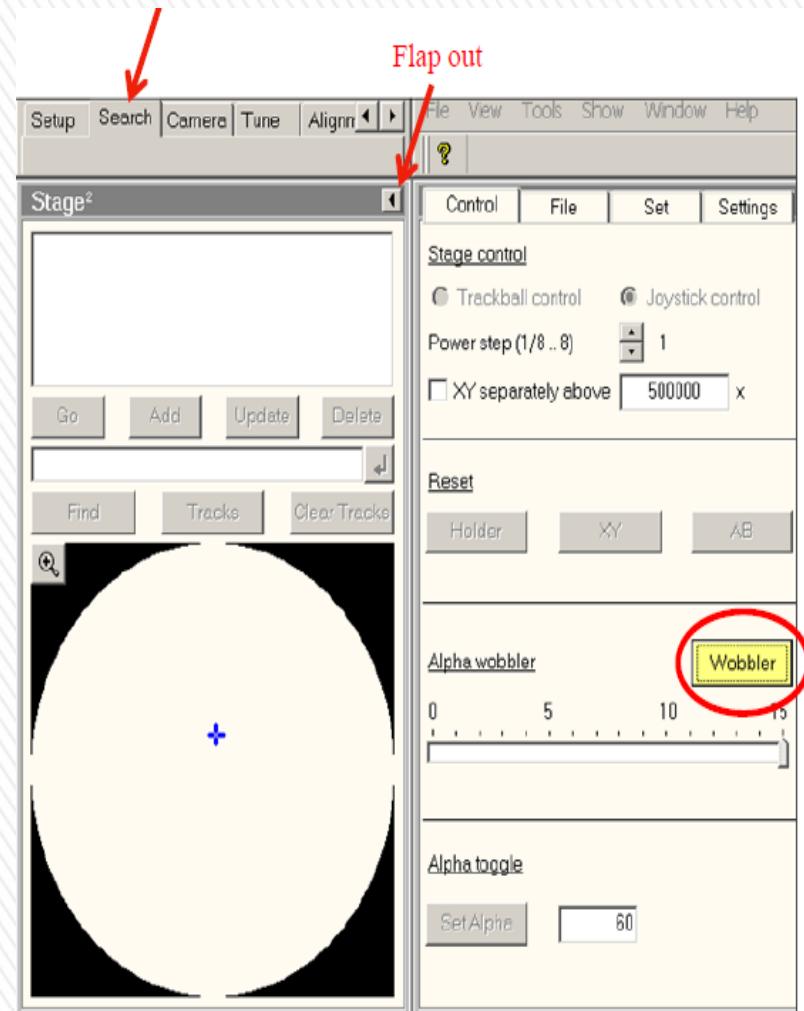 Flap out
Setup Search Camera Tune Alignm
File View Tools Show Window Help
Stage²
Control File Set Settings
Stage control
Trackball control Joystick control
Power step (1/8 .. 8) 1
XY separately above 500000 x
Go Add Update Delete
Find Tracks Clear Tracks
Reset
Holder XY AB
Alpha wobbler Wobbler
0 5 10 15
Alpha toggle
Set Alpha 60